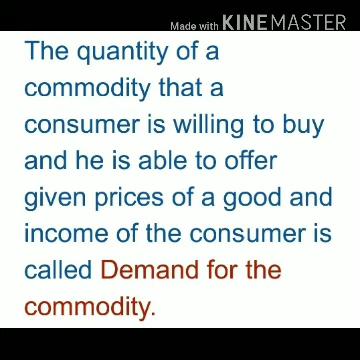 Made with KINEMASTER
The quantity of a
commodity that a
consumer is willing to buy
and he is able to offer
given prices of a good and
income of the consumer is
called Demand for the
commodity.